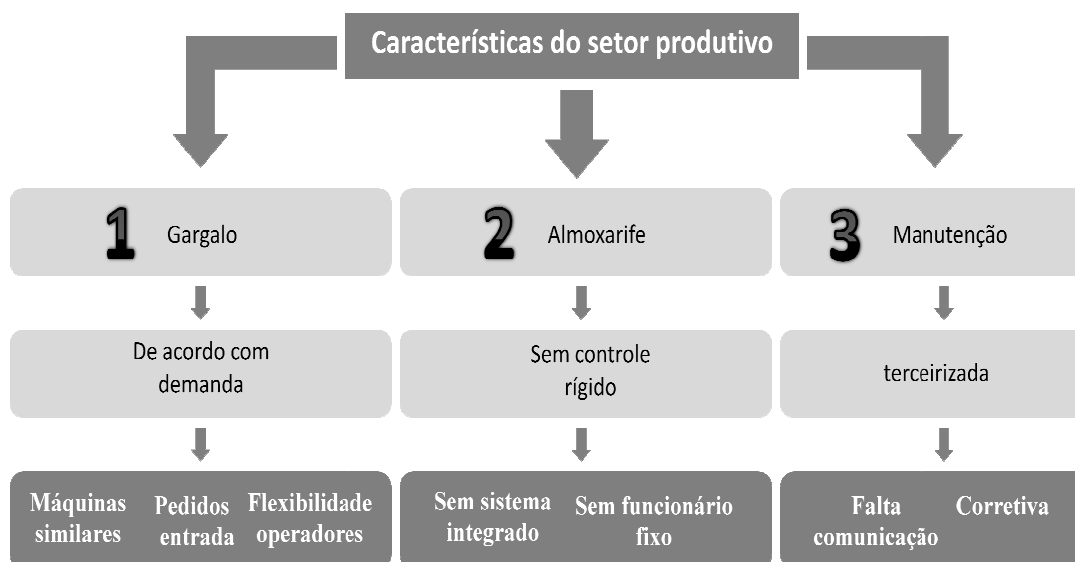 Características do setor produtivo
1 Gargalo
2 Almoxarife
3 Manutenção
De acordo com
demanda
Sem controle
rígido
terceirizada
Máquinas
similares
Pedidos
entrada
Flexibilidade
operadores
Sem sistema
integrado
Sem funcionário
fixo
Falta
comunicação
Corretiva